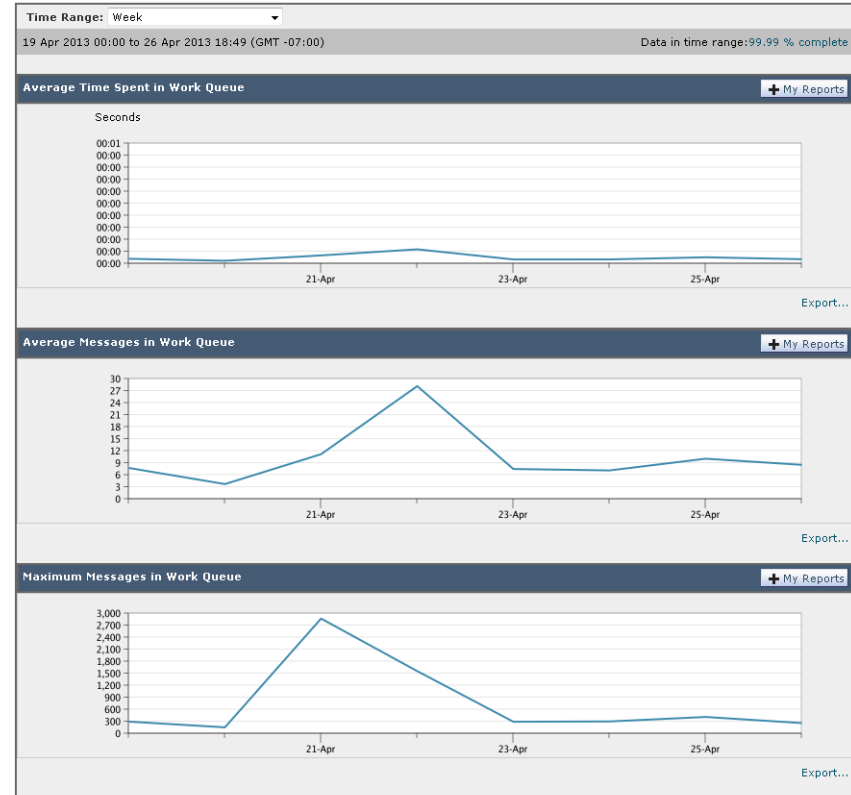 Time Range: Week
19 Apr 2013 00:00 to 26 Apr 2013 18:49 (GMT -07:00) Data in time range:99.99 % complete
Average Time Spent in Work Queue My Reports
Seconds
00:01
00:00
00:00
00:00
00:00
00:00
00:00
00:00
00:00
00:00
00:00
21-Apr 23-Apr 25-Apr
Export...
Average Messages in Work Queue My Reports
30
27
24
21
18
15
12
9
6
3
0
21-Apr 23-Apr 25-Apr
Export...
Maximum Messages in Work Queue My Reports
3,000
2,700
2,400
2,100
1,800
1,500
1,200
900
600
300
0
21-Apr 23-Apr 25-Apr
Export...